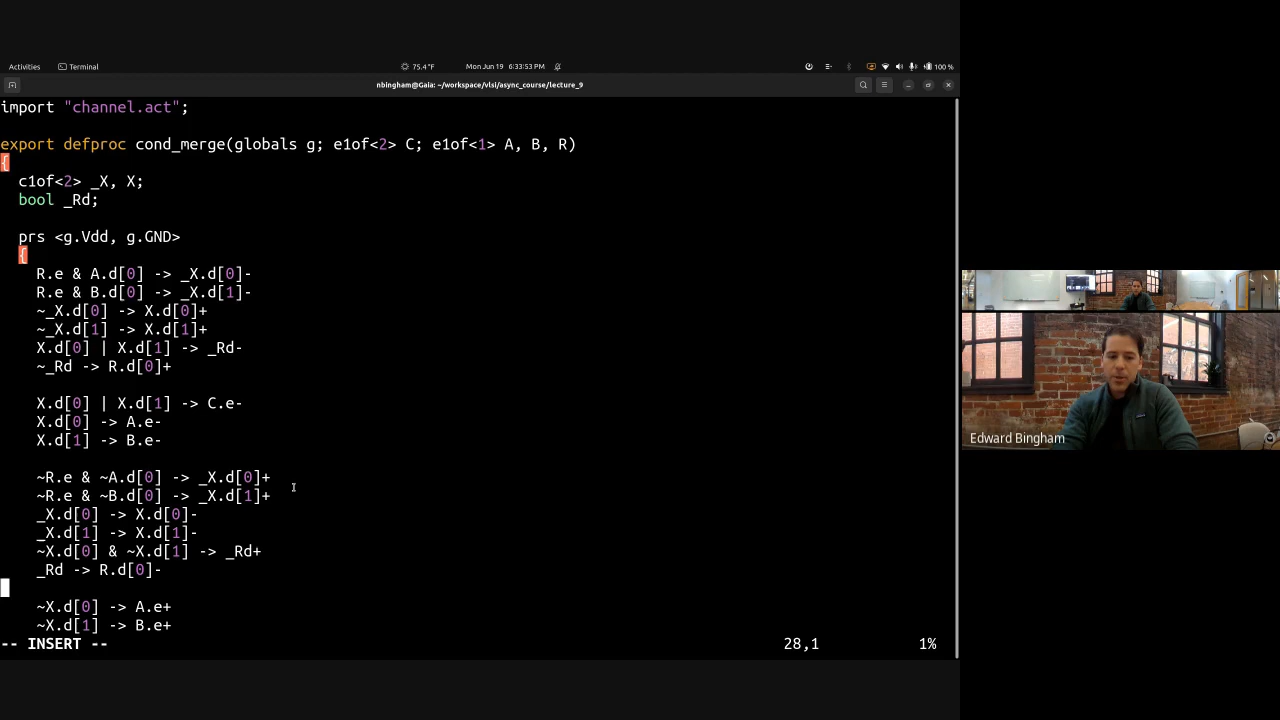 Activities Terminal 75.4 °F Mon Jun 19 6:33:53 PM 100 %
nbingham@Gaia: ~/workspace/vlsi/async_course/lecture_9
import "channel.act";
export defproc cond_merge(globals g; e1of<2> C; e1of<1> A, B, R)
{
c1of<2> _X, X;
bool _Rd;
prs <g.Vdd, g.GND>
{
R.e & A.d[0] -> _X.d[0]-
R.e & B.d[0] -> _X.d[1]-
~_X.d[0] -> X.d[0]+
~_X.d[1] -> X.d[1]+
X.d[0] | X.d[1] -> _Rd-
~_Rd -> R.d[0]+
X.d[0] | X.d[1] -> C.e-
X.d[0] -> A.e-
X.d[1] -> B.e-
~R.e & ~A.d[0] -> _X.d[0]+
~R.e & ~B.d[0] -> _X.d[1]+
_X.d[0] -> X.d[0]-
_X.d[1] -> X.d[1]-
~X.d[0] & ~X.d[1] -> _Rd+
_Rd -> R.d[0]-
~X.d[0] -> A.e+
~X.d[1] -> B.e+
-- INSERT -- 28,1 1%
Edward Bingham